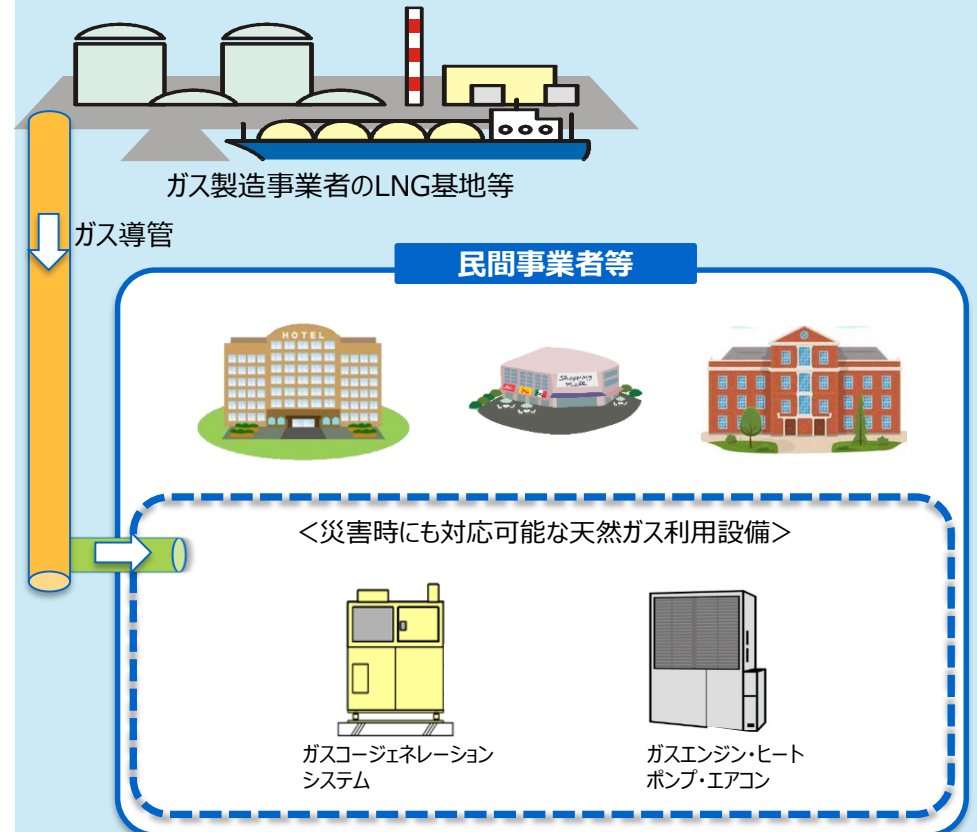 ガス製造事業者のLNG基地等
ガス導管
民間事業者等
HOTEL
Shopping
Mall
＜災害時にも対応可能な天然ガス利用設備＞
ガスコージェネレーション
システム
ガスエンジン・ヒート
ポンプ・エアコン